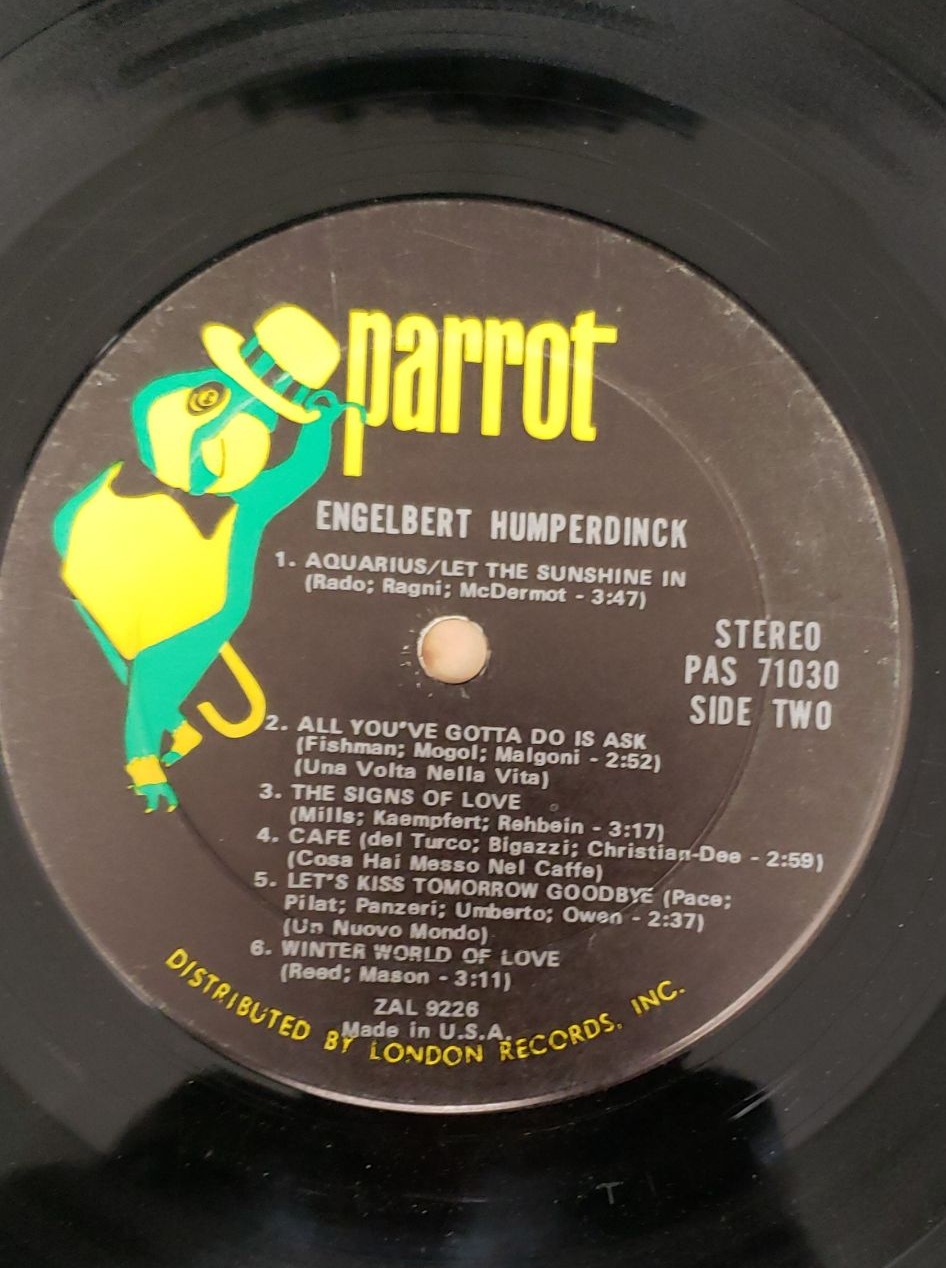 parrot
ENGELBERT HUMPERDINCK
1. AQUARIUS/LET THE SUNSHINE IN
(Rado; Ragni; McDermot - 3:47)
STEREO
PAS 71030
SIDE TWO
2. ALL YOU'VE GOTTA DO IS ASK
(Fishman; Mogol; Malgoni - 2:52)
(Una Volta Nella Vita)
3. THE SIGNS OF LOVE
(Mills; Kaempfert; Rehbein - 3:17)
4. CAFE (del Turco; Bigazzi; Christian-Dee - 2:59)
(Cosa Hai Messo Nel Caffe)
5. LET'S KISS TOMORROW GOODBYE (Pace;
Pilat; Panzeri; Umberto; Owen - 2:37)
(Un Nuovo Mondo)
6. WINTER WORLD OF LOVE
(Reed; Mason - 3:11)
ZAL 9226
Made in U.S.A.
DISTRIBUTED BY LONDON RECORDS, INC.
T 1